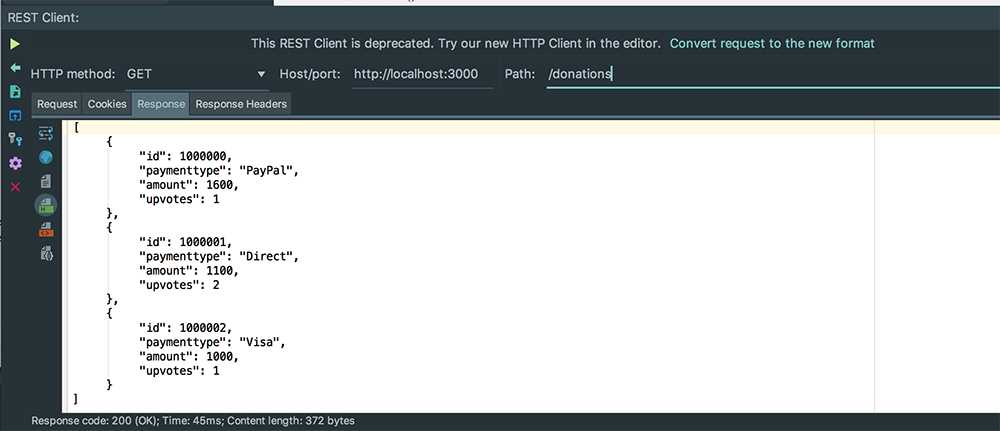 REST Client:
This REST Client is deprecated. Try our new HTTP Client in the editor. Convert request to the new format
HTTP method: GET Host/port: http://localhost:3000 Path: /donations
Request Cookies Response Response Headers
[
{
"id": 1000000,
"paymenttype": "PayPal",
"amount": 1600,
"upvotes": 1
},
{
"id": 1000001,
"paymenttype": "Direct",
"amount": 1100,
"upvotes": 2
},
{
"id": 1000002,
"paymenttype": "Visa",
"amount": 1000,
"upvotes": 1
}
]
Response code: 200 (OK); Time: 45ms; Content length: 372 bytes